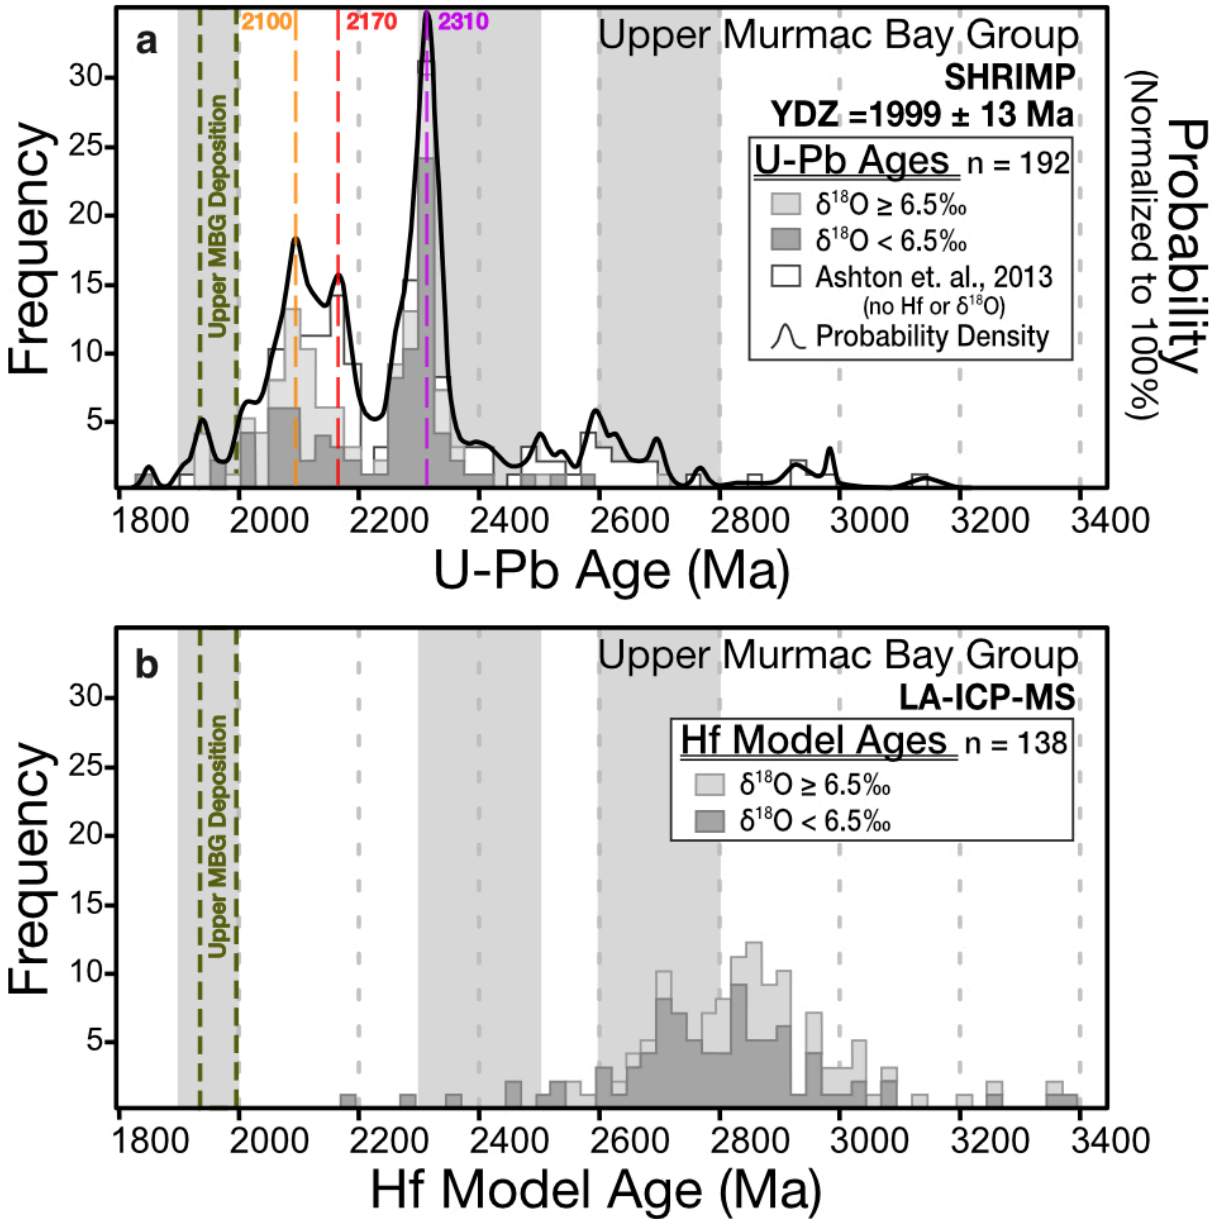 a
2100
2170
2310
Upper Murmac Bay Group
SHRIMP
YDZ =1999 ± 13 Ma
U-Pb Ages n = 192
δ¹⁸O ≥ 6.5‰
δ¹⁸O < 6.5‰
Ashton et. al., 2013
(no Hf or δ¹⁸O)
Probability Density
Upper MBG Deposition
Frequency
30
25
20
15
10
5
Probability
(Normalized to 100%)
1800 2000 2200 2400 2600 2800 3000 3200 3400
U-Pb Age (Ma)
b
Upper Murmac Bay Group
LA-ICP-MS
Hf Model Ages n = 138
δ¹⁸O ≥ 6.5‰
δ¹⁸O < 6.5‰
Upper MBG Deposition
Frequency
30
25
20
15
10
5
1800 2000 2200 2400 2600 2800 3000 3200 3400
Hf Model Age (Ma)